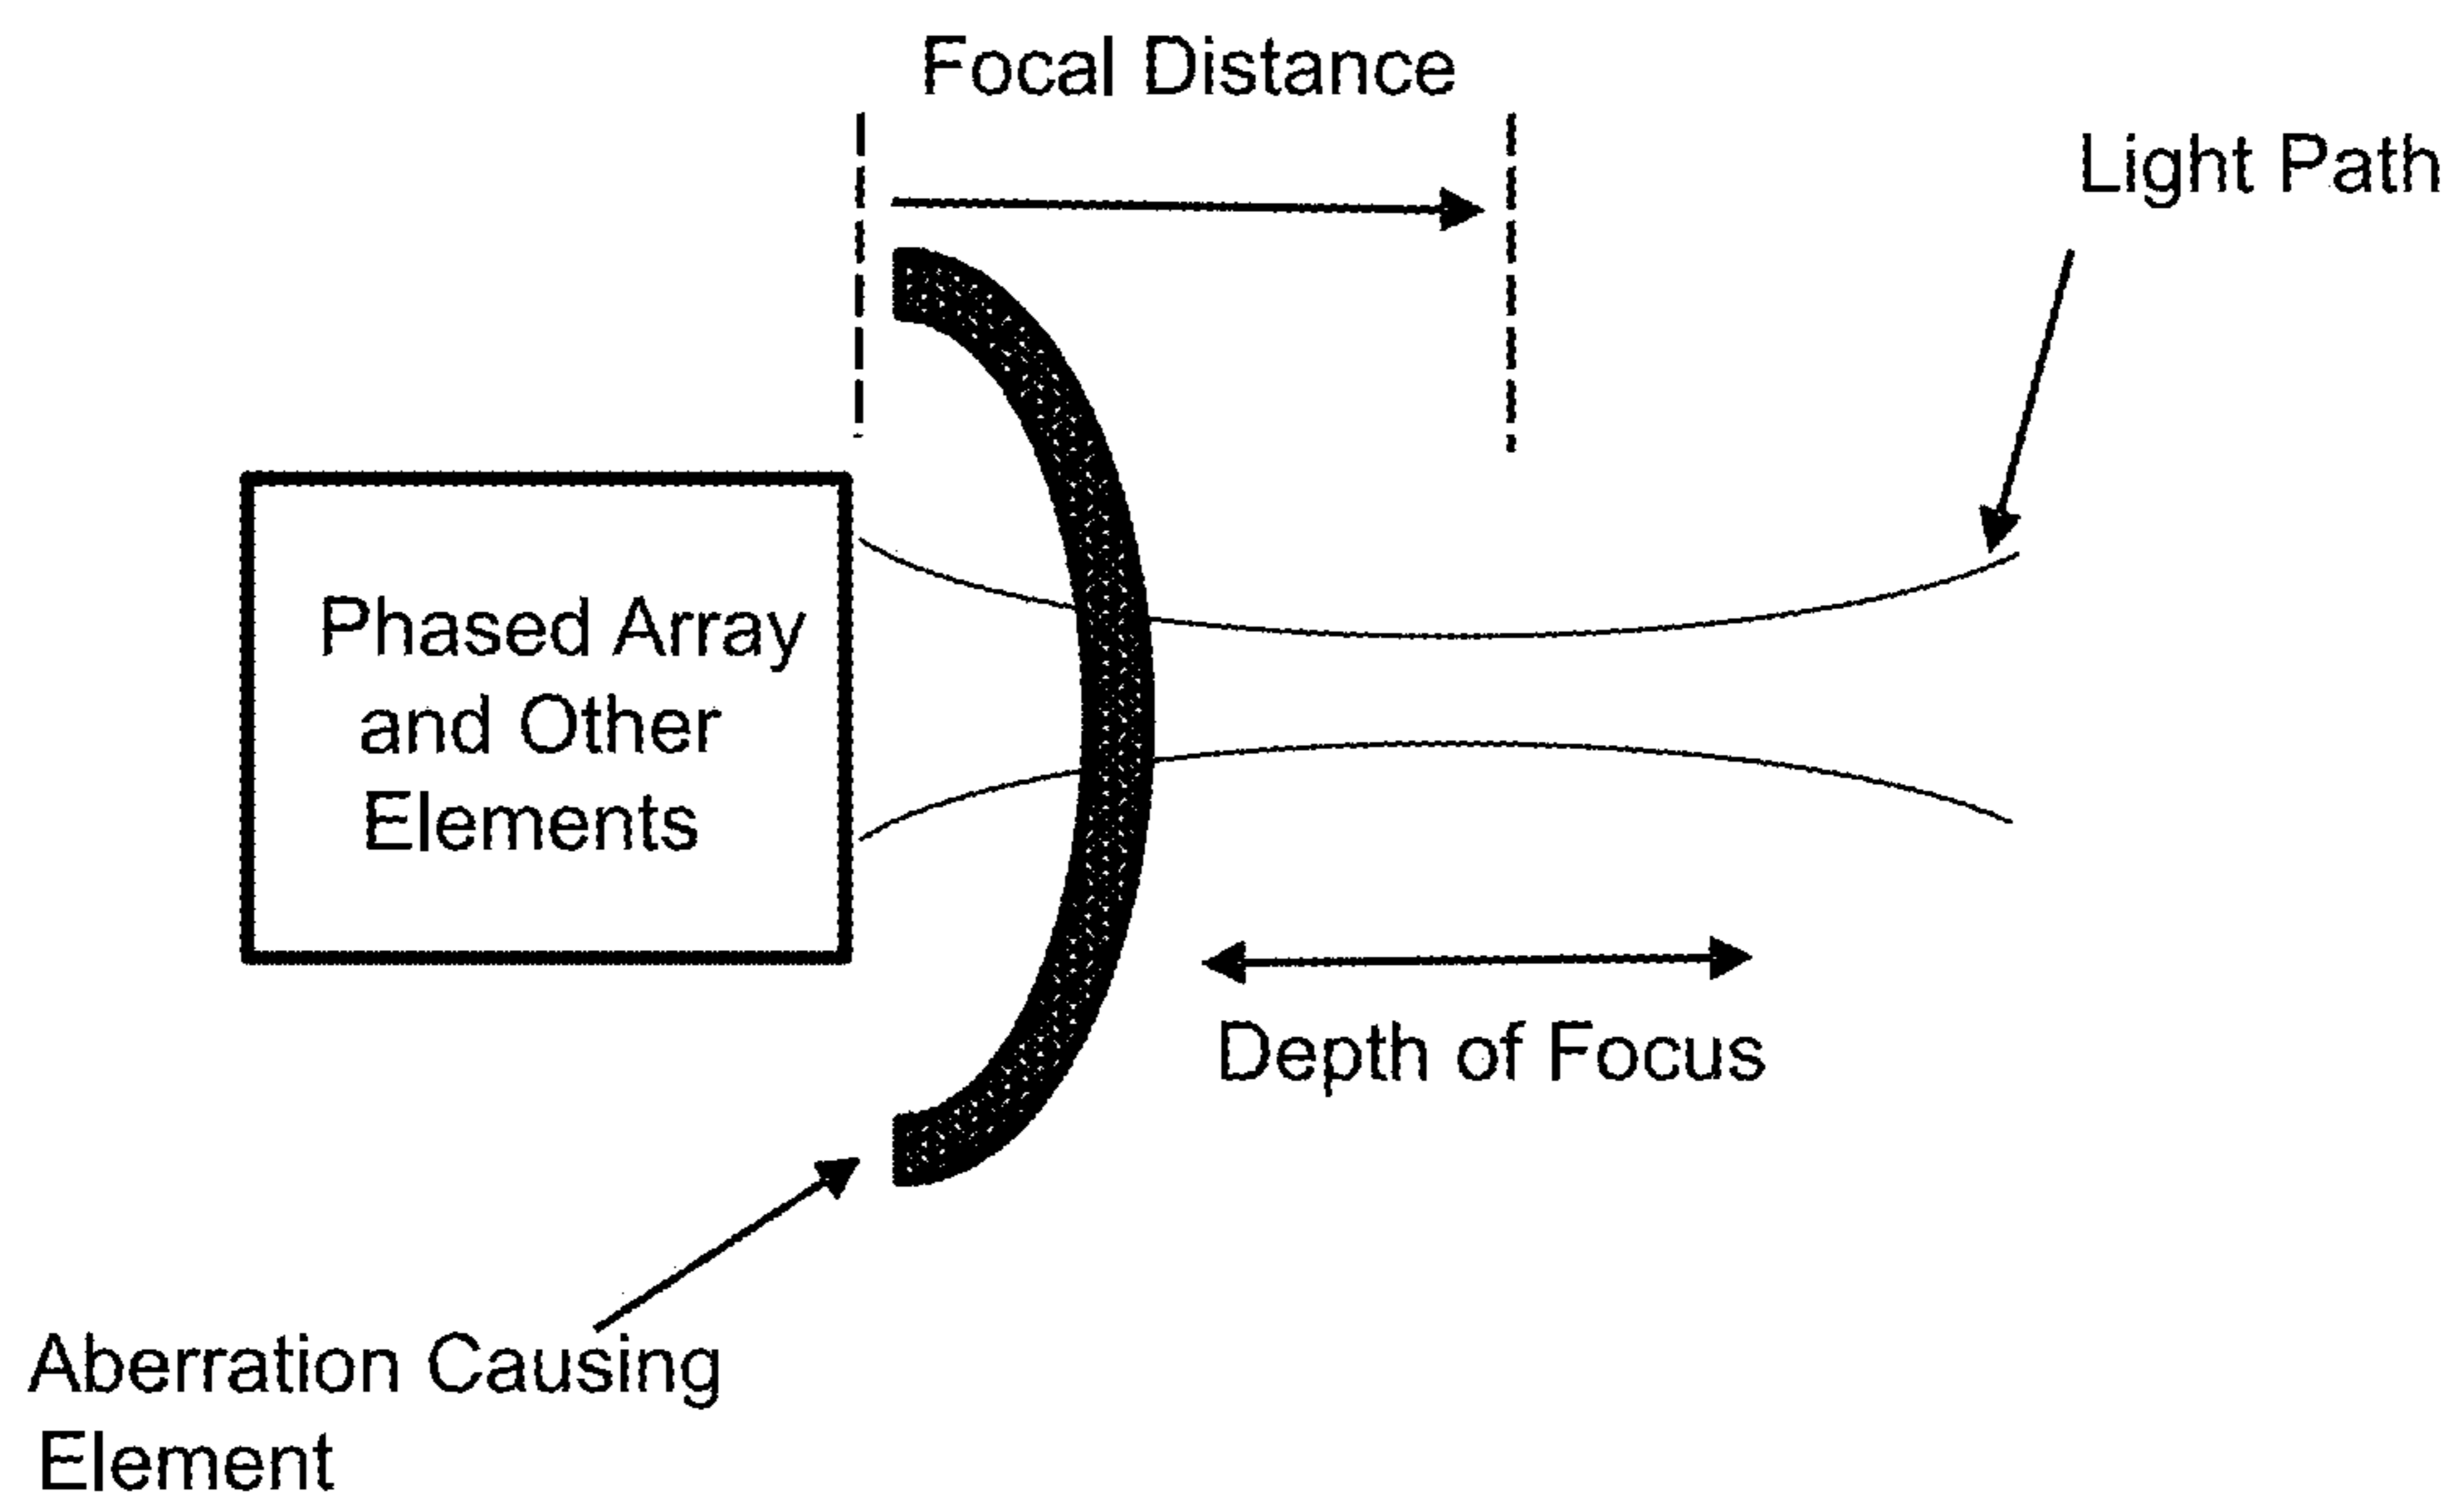 Focal Distance
Light Path
Phased Array
and Other
Elements
Depth of Focus
Aberration Causing
Element